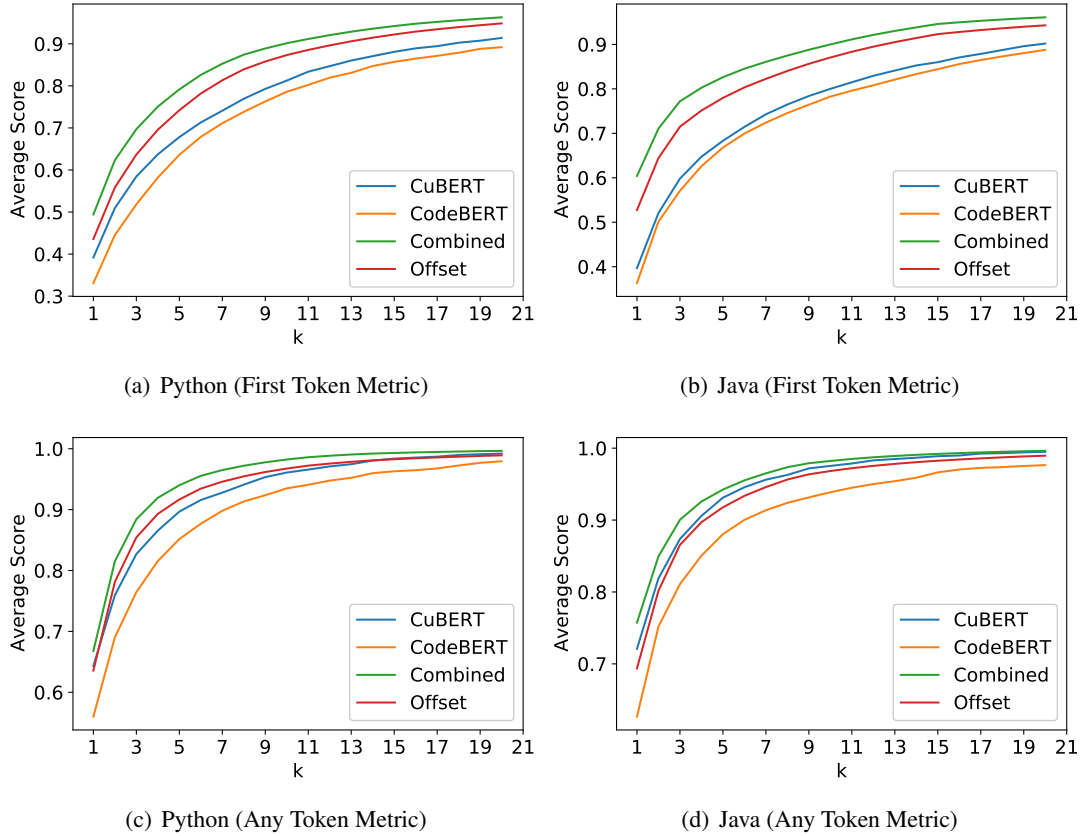 Average Score
0.9
0.8
0.7
0.6
0.5
0.4
0.3
1 3 5 7 9 11 13 15 17 19 21
k
CuBERT
CodeBERT
Combined
Offset
(a) Python (First Token Metric)
Average Score
0.9
0.8
0.7
0.6
0.5
0.4
1 3 5 7 9 11 13 15 17 19 21
k
CuBERT
CodeBERT
Combined
Offset
(b) Java (First Token Metric)
Average Score
1.0
0.9
0.8
0.7
0.6
1 3 5 7 9 11 13 15 17 19 21
k
CuBERT
CodeBERT
Combined
Offset
(c) Python (Any Token Metric)
Average Score
1.0
0.9
0.8
0.7
1 3 5 7 9 11 13 15 17 19 21
k
CuBERT
CodeBERT
Combined
Offset
(d) Java (Any Token Metric)